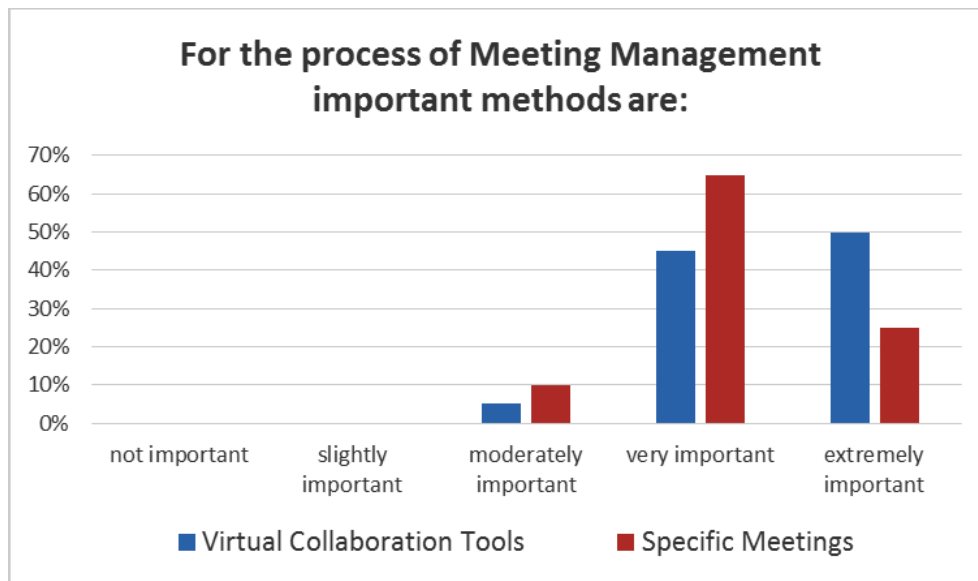 For the process of Meeting Management
important methods are:
70%
60%
50%
40%
30%
20%
10%
0%
not important
slightly
important
moderately
important
very important
extremely
important
Virtual Collaboration Tools
Specific Meetings